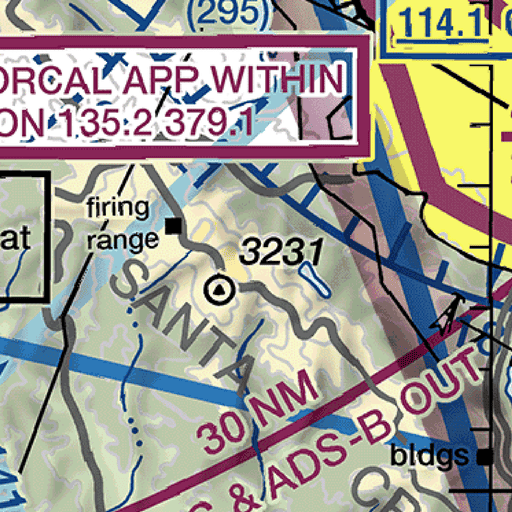 (295)
114.1
ORCAL APP WITHIN
ON 135.2 379.1
firing
range
at
3231
SANTA
30 NM
& ADS-B OUT
bldgs